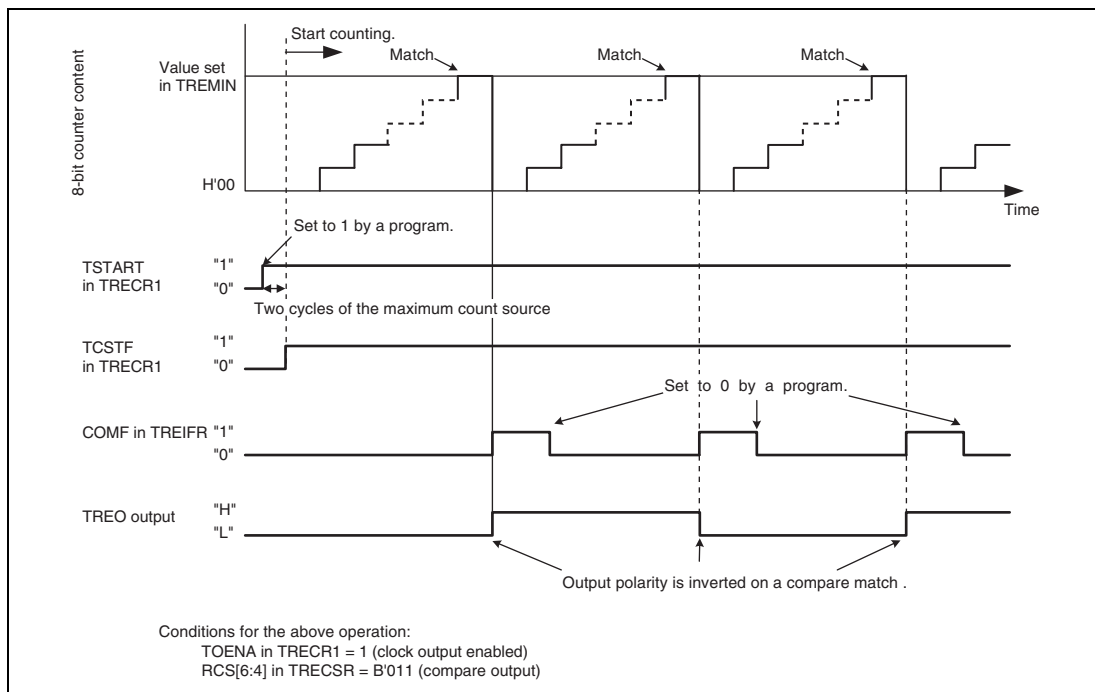 Start counting.
Match
Match
Match
Value set
in TREMIN
8-bit counter content
H'00
Time
Set to 1 by a program.
TSTART
in TRECR1
"1"
"0"
Two cycles of the maximum count source
TCSTF
in TRECR1
"1"
"0"
Set to 0 by a program.
COMF in TREIFR "1"
"0"
TREO output
"H"
"L"
Output polarity is inverted on a compare match .
Conditions for the above operation:
TOENA in TRECR1 = 1 (clock output enabled)
RCS[6:4] in TRECSR = B'011 (compare output)